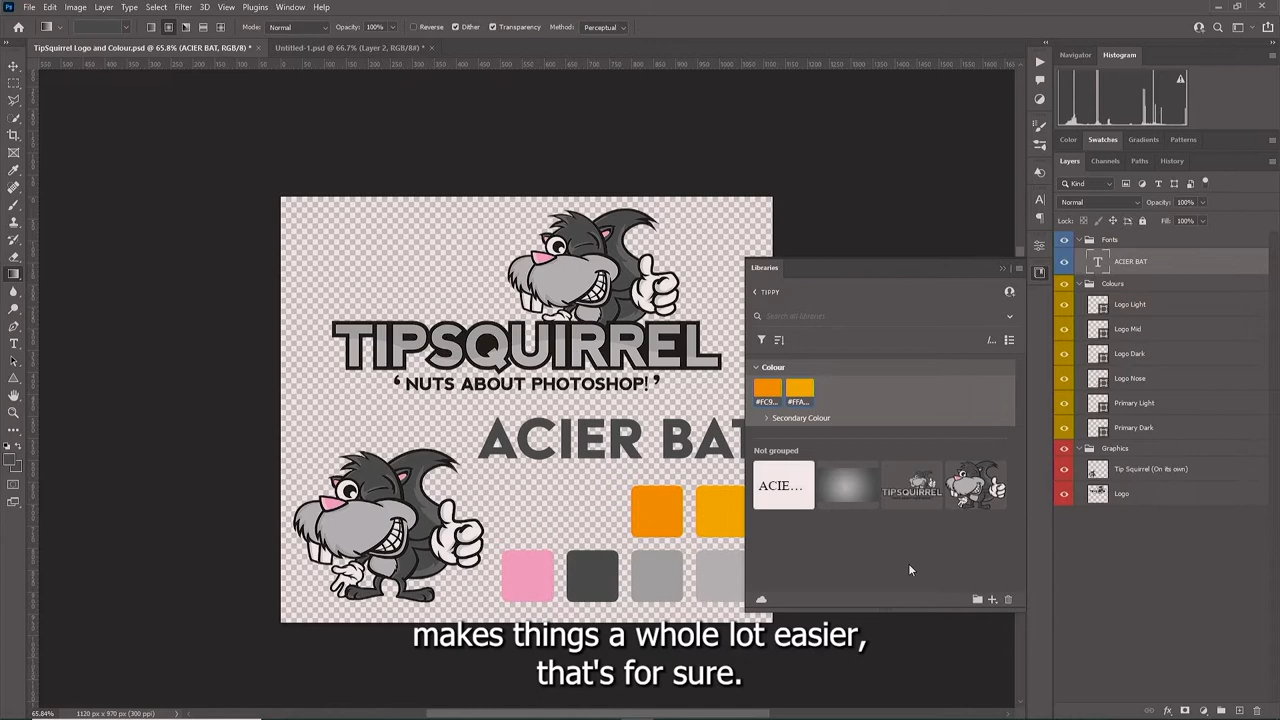 File Edit Image Layer Type Select Filter 3D View Plugins Window Help
Mode: Normal Opacity: 100% Reverse Dither Transparency Method: Perceptual
TipSquirrel Logo and Colour.psd @ 65.8% (ACIER BAT, RGB/8) * × Untitled-1.psd @ 66.7% (Layer 2, RGB/8#) * ×
Navigator Histogram
Color Swatches Gradients Patterns
Layers Channels Paths History
Kind
Normal Opacity: 100%
Lock: Fill: 100%
Fonts
ACIER BAT
Colours
Logo Light
Logo Mid
Logo Dark
Logo Nose
Primary Light
Primary Dark
Graphics
Tip Squirrel (On its own)
Logo
Libraries
TIPPY
Search all libraries
Colour
#FC9... #FFA...
Secondary Colour
Not grouped
ACIE...
TIPSQUIRREL
TIPSQUIRREL
‘ NUTS ABOUT PHOTOSHOP! ’
ACIER BAT
makes things a whole lot easier,
that's for sure.
65.84% 1120 px x 970 px (300 ppi)